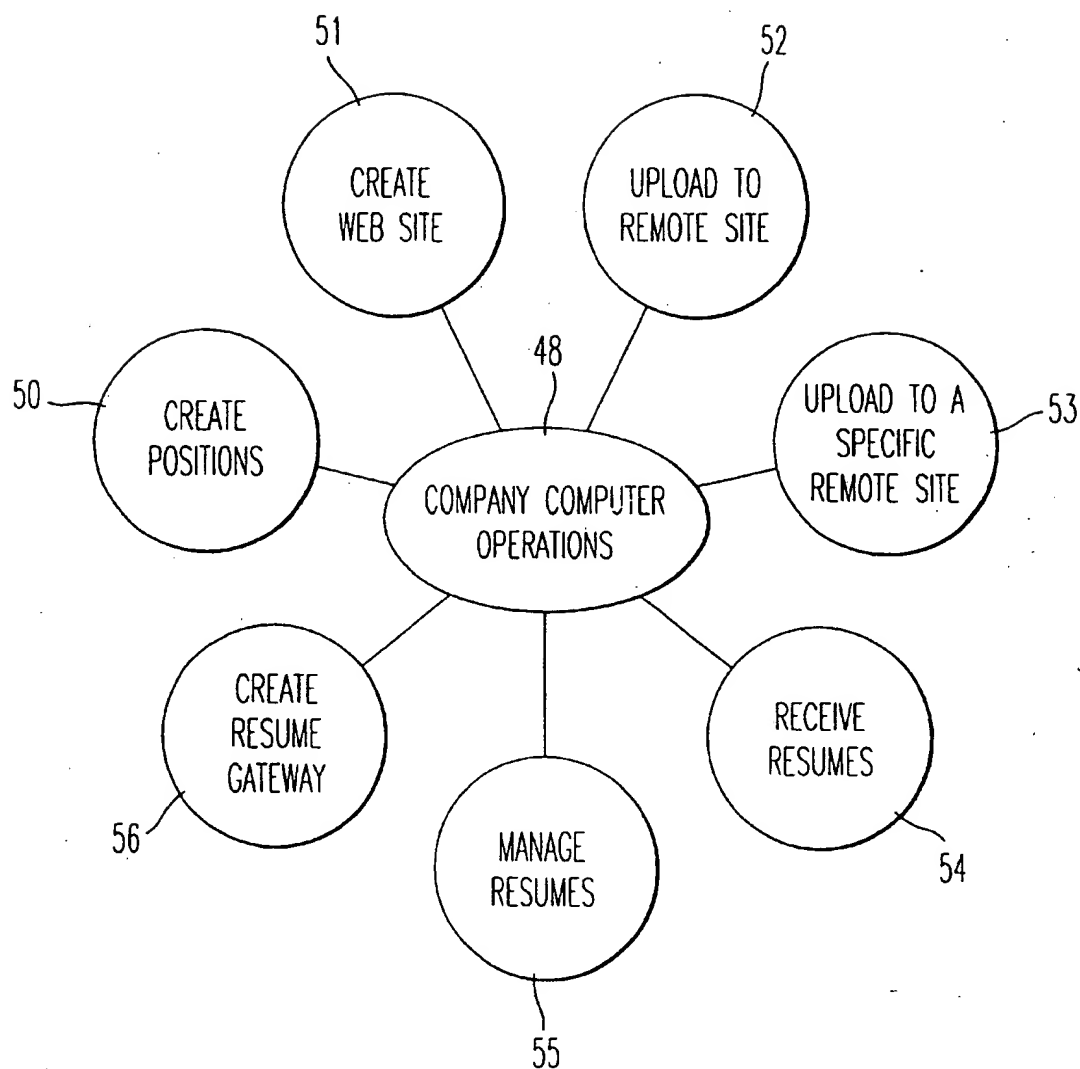 51
52
CREATE
WEB SITE
UPLOAD TO
REMOTE SITE
48
50
CREATE
POSITIONS
UPLOAD TO A
SPECIFIC
REMOTE SITE
53
COMPANY COMPUTER
OPERATIONS
CREATE
RESUME
GATEWAY
56
RECEIVE
RESUMES
54
MANAGE
RESUMES
55